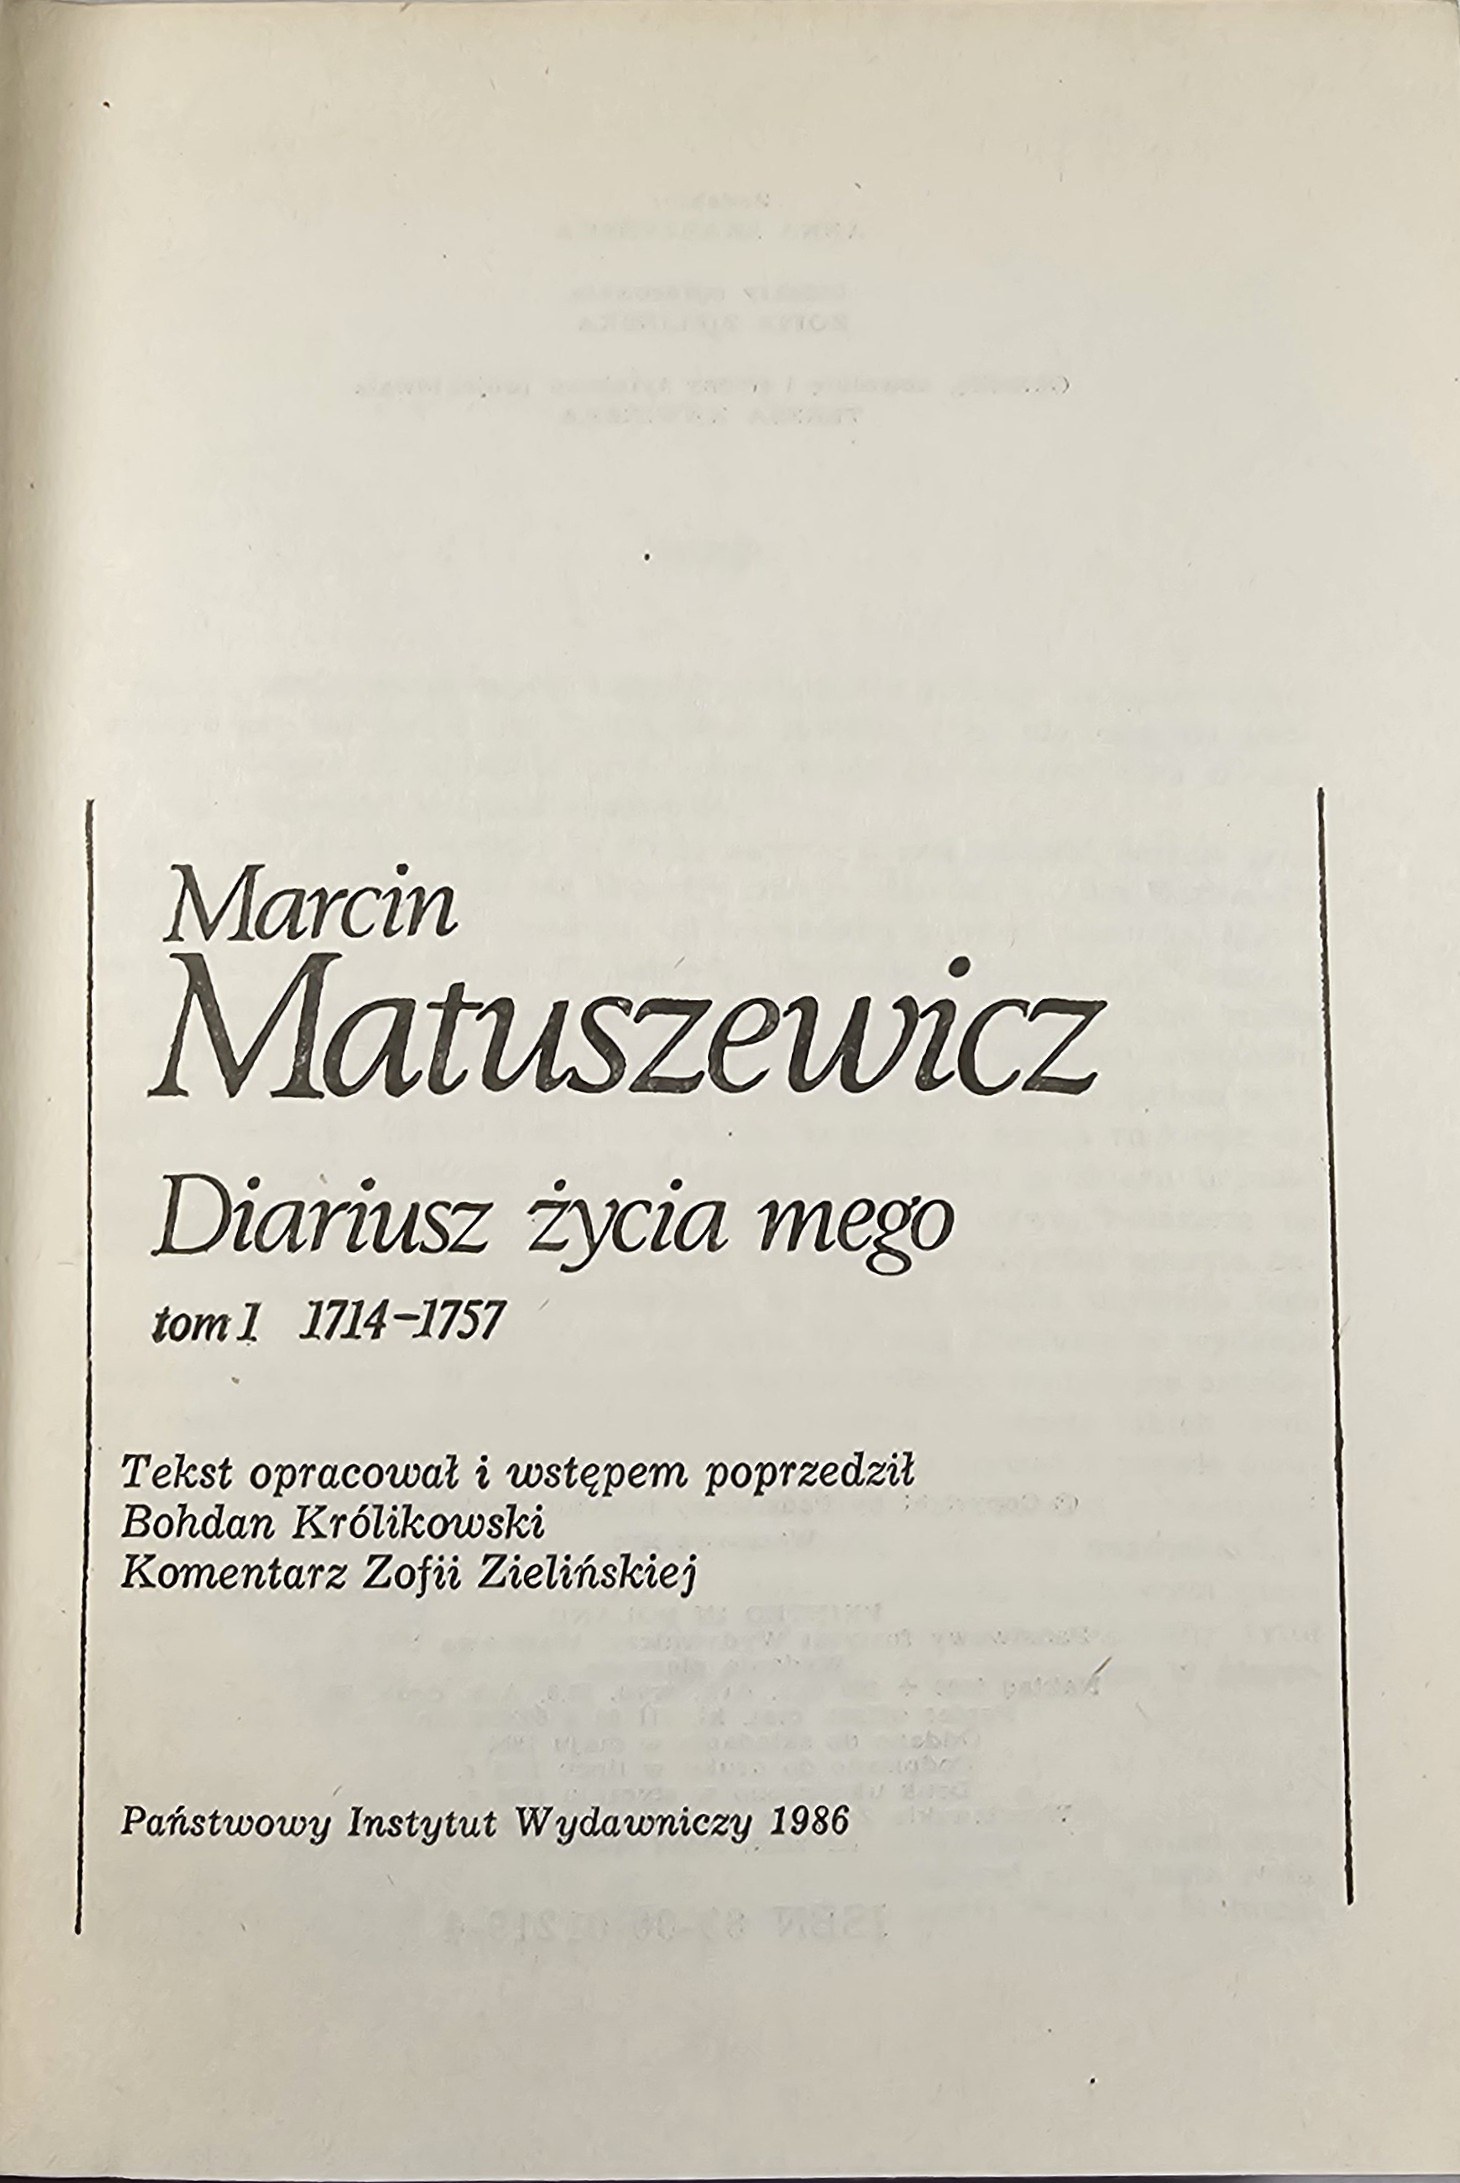 Marcin
Matuszewicz
Diariusz życia mego
tom 1 1714-1757
Tekst opracował i wstępem poprzedził
Bohdan Królikowski
Komentarz Zofii Zielińskiej
Państwowy Instytut Wydawniczy 1986